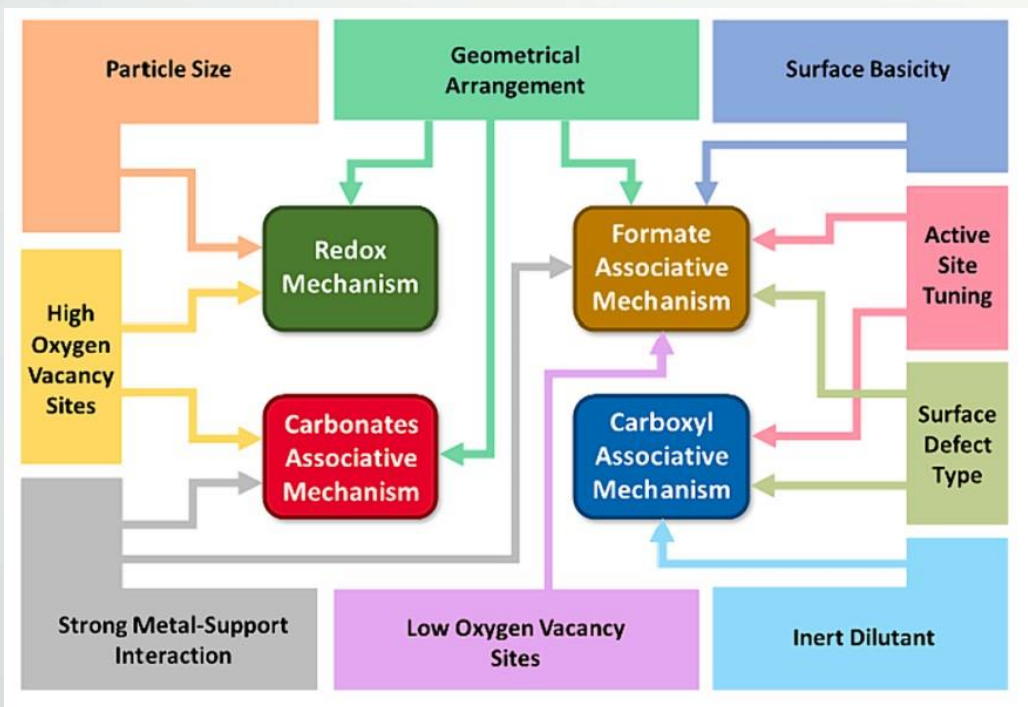 Particle Size
Geometrical
Arrangement
Surface Basicity
Redox
Mechanism
Formate
Associative
Mechanism
Active
Site
Tuning
High
Oxygen
Vacancy
Sites
Carbonates
Associative
Mechanism
Carboxyl
Associative
Mechanism
Surface
Defect
Type
Strong Metal-Support
Interaction
Low Oxygen Vacancy
Sites
Inert Dilutant